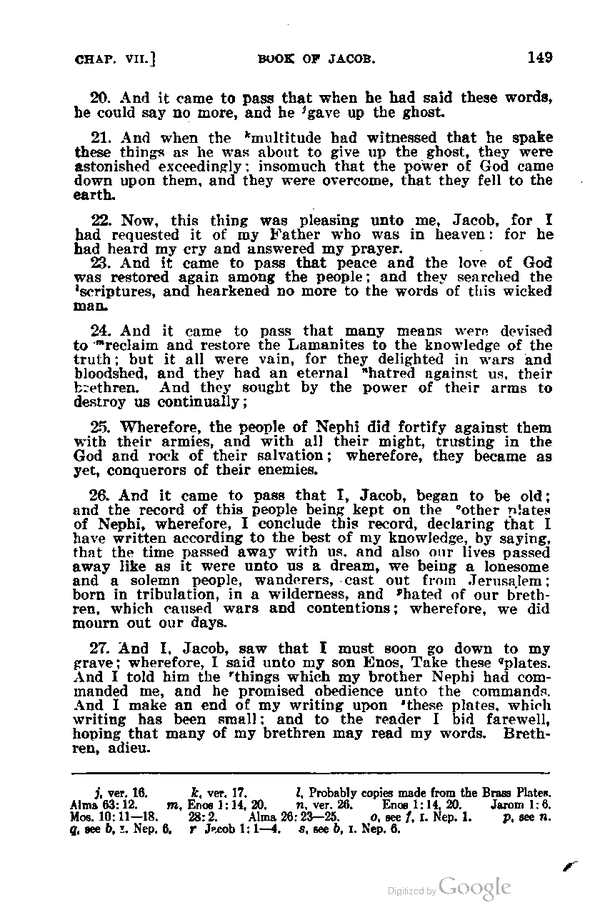 CHAP. VII.] BOOK OF JACOB. 149
20. And it came to pass that when he had said these words,
he could say no more, and he ʲgave up the ghost.
21. And when the ᵏmultitude had witnessed that he spake
these things as he was about to give up the ghost, they were
astonished exceedingly; insomuch that the power of God came
down upon them, and they were overcome, that they fell to the
earth.
22. Now, this thing was pleasing unto me, Jacob, for I
had requested it of my Father who was in heaven: for he
had heard my cry and answered my prayer.
23. And it came to pass that peace and the love of God
was restored again among the people; and they searched the
ˡscriptures, and hearkened no more to the words of this wicked
man.
24. And it came to pass that many means were devised
to ᵐreclaim and restore the Lamanites to the knowledge of the
truth; but it all were vain, for they delighted in wars and
bloodshed, and they had an eternal ⁿhatred against us, their
brethren. And they sought by the power of their arms to
destroy us continually;
25. Wherefore, the people of Nephi did fortify against them
with their armies, and with all their might, trusting in the
God and rock of their salvation; wherefore, they became as
yet, conquerors of their enemies.
26. And it came to pass that I, Jacob, began to be old;
and the record of this people being kept on the ᵒother plates
of Nephi, wherefore, I conclude this record, declaring that I
have written according to the best of my knowledge, by saying,
that the time passed away with us, and also our lives passed
away like as it were unto us a dream, we being a lonesome
and a solemn people, wanderers, cast out from Jerusalem;
born in tribulation, in a wilderness, and ᵖhated of our breth-
ren, which caused wars and contentions; wherefore, we did
mourn out our days.
27. And I, Jacob, saw that I must soon go down to my
grave; wherefore, I said unto my son Enos, Take these ᑫplates.
And I told him the ʳthings which my brother Nephi had com-
manded me, and he promised obedience unto the commands.
And I make an end of my writing upon ˢthese plates, which
writing has been small; and to the reader I bid farewell,
hoping that many of my brethren may read my words. Breth-
ren, adieu.
j, ver. 16. k, ver. 17. l, Probably copies made from the Brass Plates.
Alma 63:12. m, Enos 1:14, 20. n, ver. 26. Enos 1:14, 20. Jarom 1:6.
Mos. 10:11—18. 28:2. Alma 26:23—25. o, see f, I. Nep. 1. p, see n.
q, see b, I. Nep. 6. r Jacob 1:1—4. s, see b, I. Nep. 6.
Digitized by Google